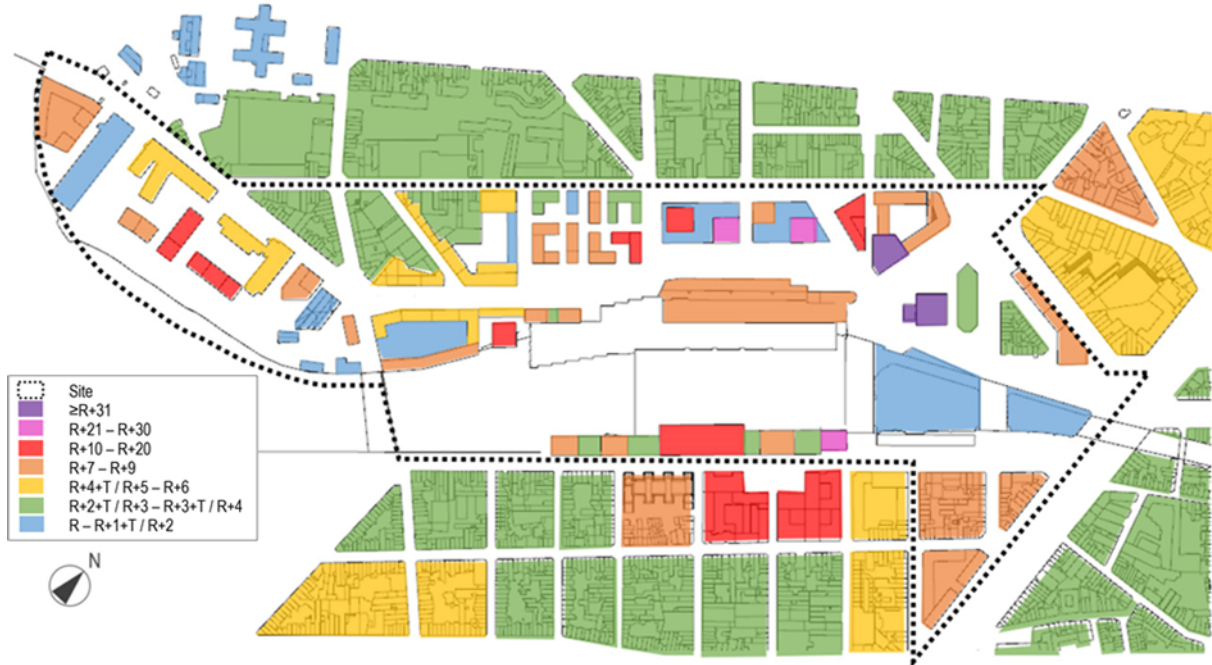 Site
≥R+31
R+21 – R+30
R+10 – R+20
R+7 – R+9
R+4+T / R+5 – R+6
R+2+T / R+3 – R+3+T / R+4
R – R+1+T / R+2
N